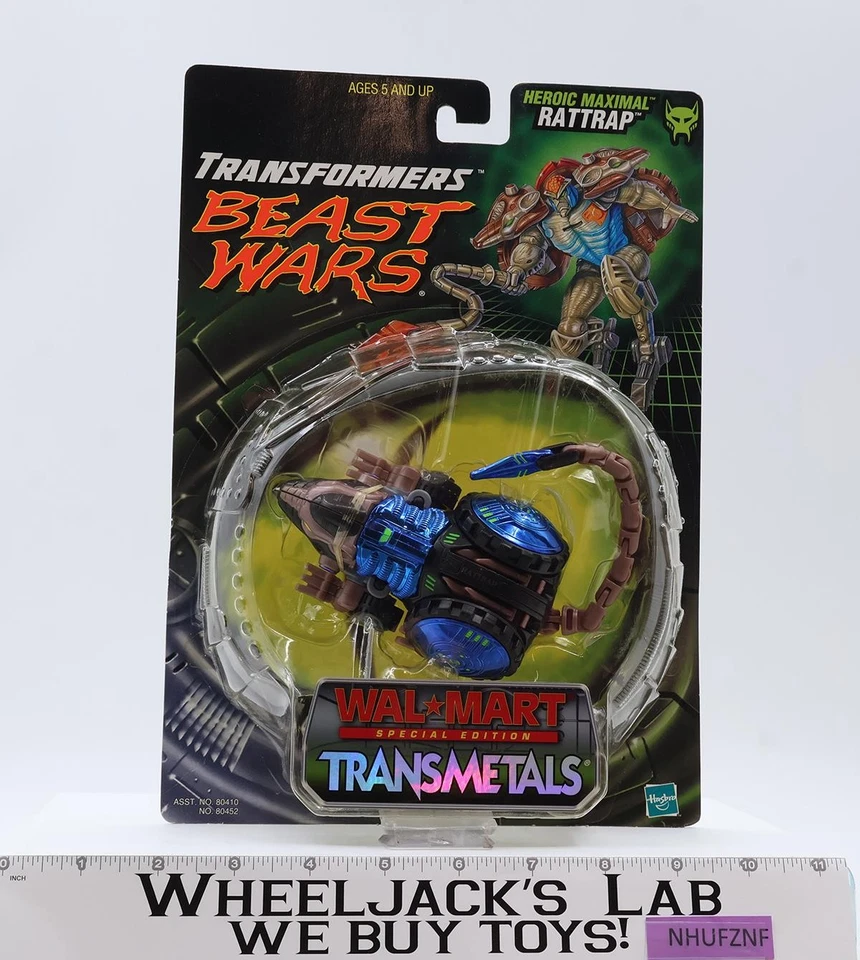 AGES 5 AND UP
HEROIC MAXIMAL™
RATTRAP™
TRANSFORMERS™
BEAST
WARS®
WAL★MART
SPECIAL EDITION
TRANSMETALS®
ASST. NO. 80410
NO. 80452
Hasbro
0 1 2 3 4 5 6 7 8 9 10 11
INCH
WHEELJACK'S LAB
WE BUY TOYS!
NHUFZNF